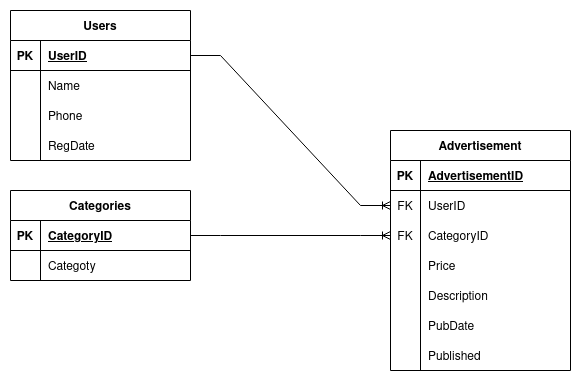 Users
PK UserID
Name
Phone
RegDate
Categories
PK CategoryID
Categoty
Advertisement
PK AdvertisementID
FK UserID
FK CategoryID
Price
Description
PubDate
Published